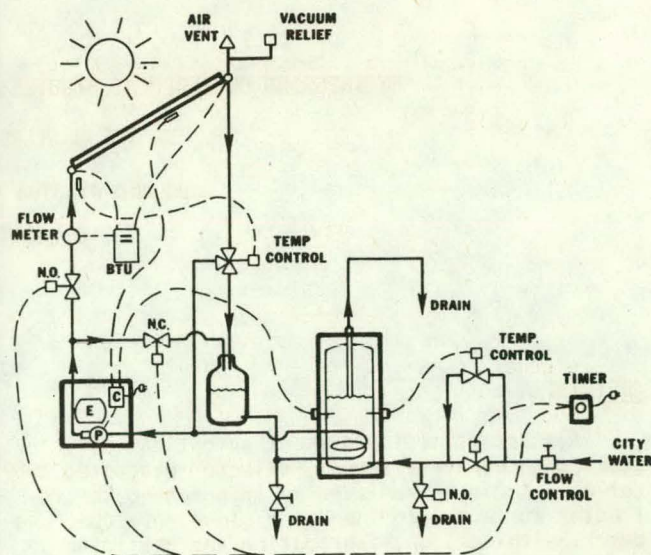 AIR
VENT
VACUUM
RELIEF
FLOW
METER
BTU
TEMP
CONTROL
N.O.
N.C.
DRAIN
TEMP.
CONTROL
TIMER
C
E
P
CITY
WATER
FLOW
CONTROL
N.O.
DRAIN
DRAIN